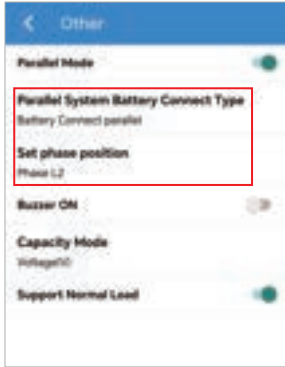 Other
Parallel Mode
Parallel System Battery Connect Type
Battery Connect parallel
Set phase position
Phase L2
Buzzer ON
Capacity Mode
Voltage(V)
Support Normal Load